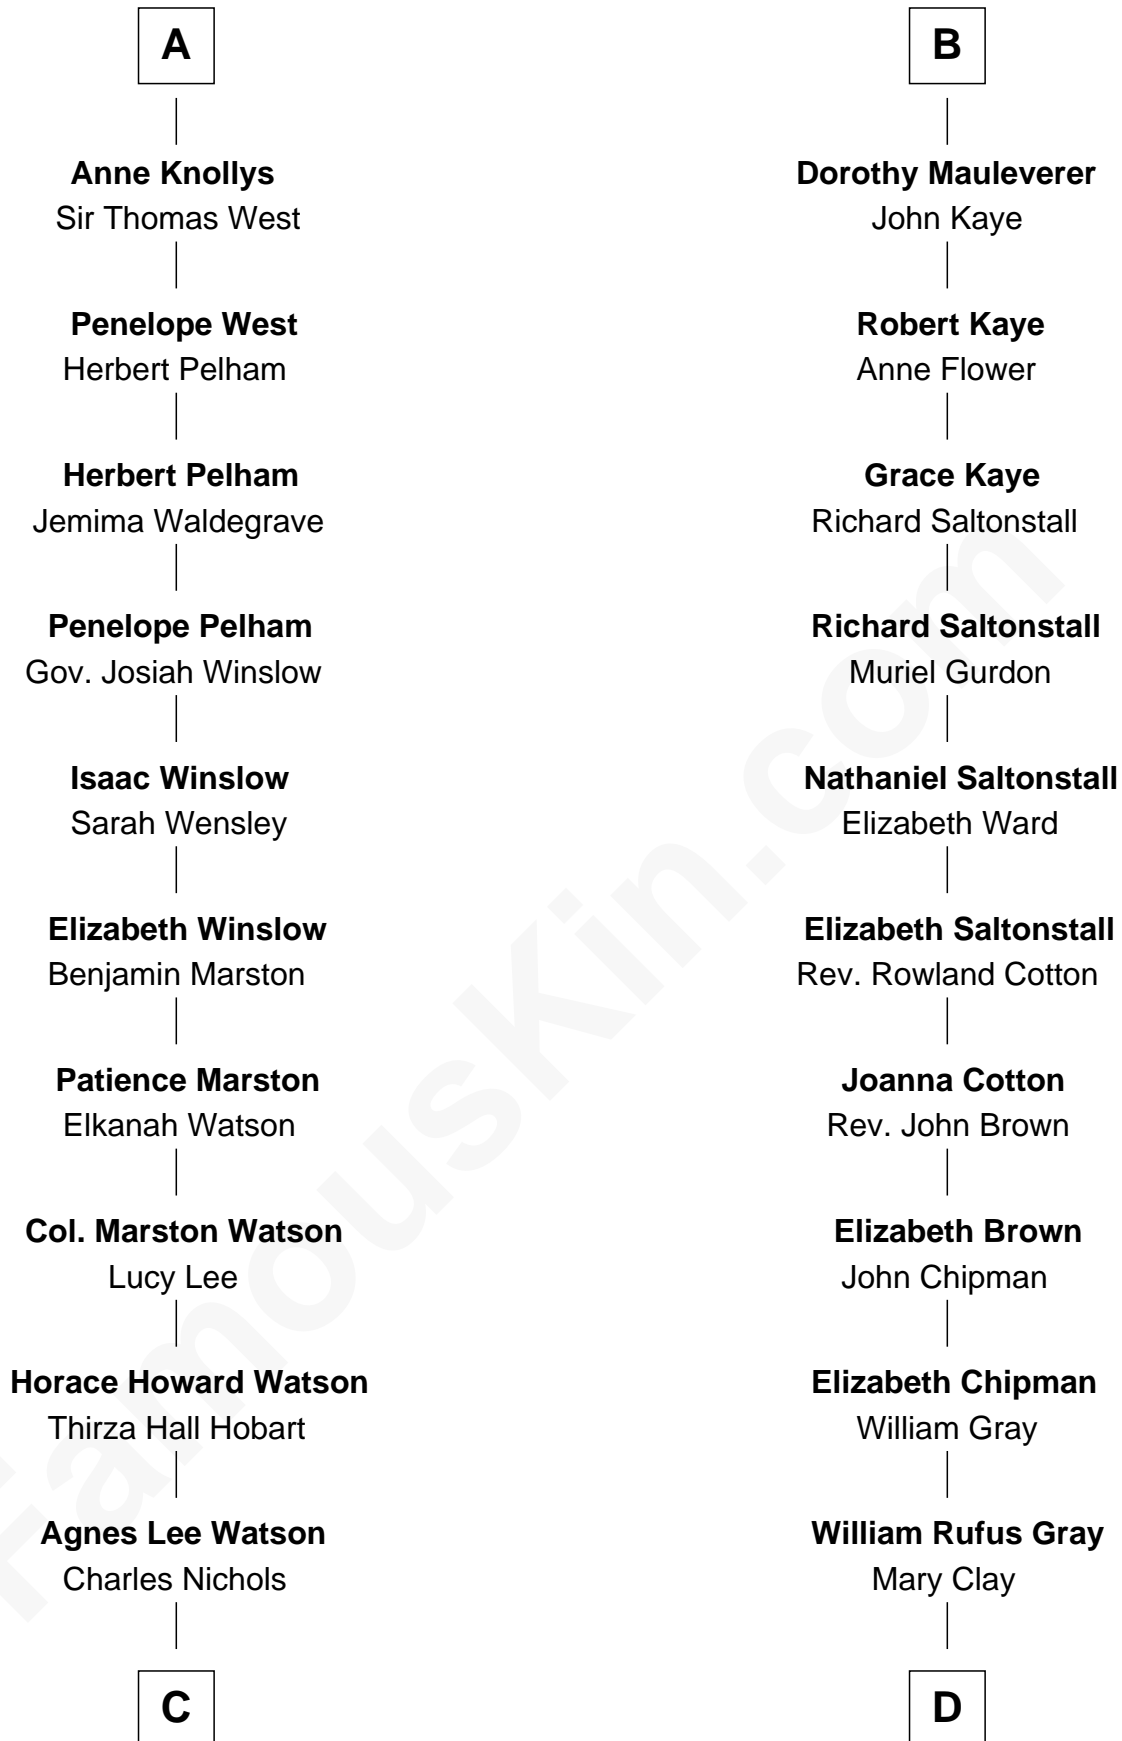 A
Anne Knollys
Sir Thomas West
Penelope West
Herbert Pelham
Herbert Pelham
Jemima Waldegrave
Penelope Pelham
Gov. Josiah Winslow
Isaac Winslow
Sarah Wensley
Elizabeth Winslow
Benjamin Marston
Patience Marston
Elkanah Watson
Col. Marston Watson
Lucy Lee
Horace Howard Watson
Thirza Hall Hobart
Agnes Lee Watson
Charles Nichols
C
B
Dorothy Mauleverer
John Kaye
Robert Kaye
Anne Flower
Grace Kaye
Richard Saltonstall
Richard Saltonstall
Muriel Gurdon
Nathaniel Saltonstall
Elizabeth Ward
Elizabeth Saltonstall
Rev. Rowland Cotton
Joanna Cotton
Rev. John Brown
Elizabeth Brown
John Chipman
Elizabeth Chipman
William Gray
William Rufus Gray
Mary Clay
D
FamousKin.com